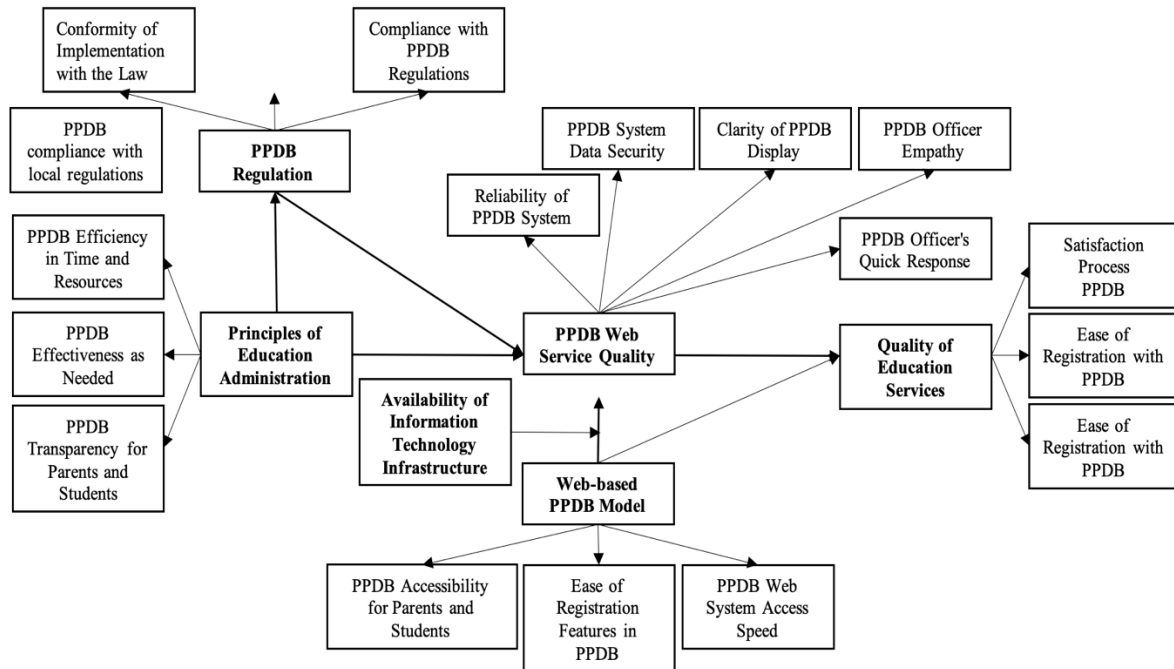 Conformity of
Implementation
with the Law
Compliance with
PPDB
Regulations
PPDB
compliance with
local regulations
PPDB
Regulation
PPDB System
Data Security
Clarity of PPDB
Display
PPDB Officer
Empathy
Reliability of
PPDB System
PPDB Officer's
Quick Response
PPDB Efficiency
in Time and
Resources
PPDB
Effectiveness as
Needed
PPDB
Transparency for
Parents and
Students
Principles of
Education
Administration
PPDB Web
Service Quality
Quality of
Education
Services
Satisfaction
Process
PPDB
Ease of
Registration with
PPDB
Ease of
Registration with
PPDB
Availability of
Information
Technology
Infrastructure
Web-based
PPDB Model
PPDB Accessibility
for Parents and
Students
Ease of
Registration
Features in
PPDB
PPDB Web
System Access
Speed